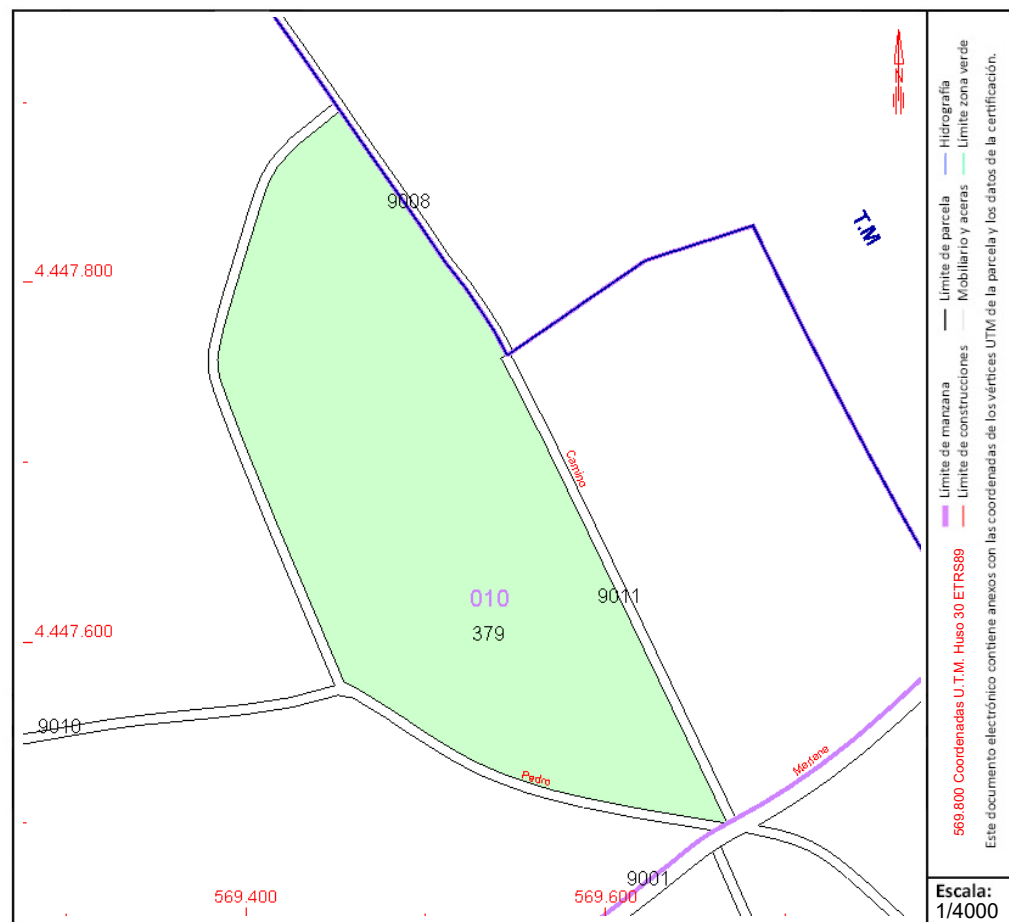 N
9008
T.M
4.447.800
Camino
010
9011
379
4.447.600
9010
Pedro
Merlene
9001
569.400
569.600
Límite de manzana
Límite de parcela
Hidrografía
Límite de construcciones
Mobiliario y aceras
Límite zona verde
569.800 Coordenadas U.T.M. Huso 30 ETRS89
Este documento electrónico contiene anexos con las coordenadas de los vértices UTM de la parcela y los datos de la certificación.
Escala:
1/4000